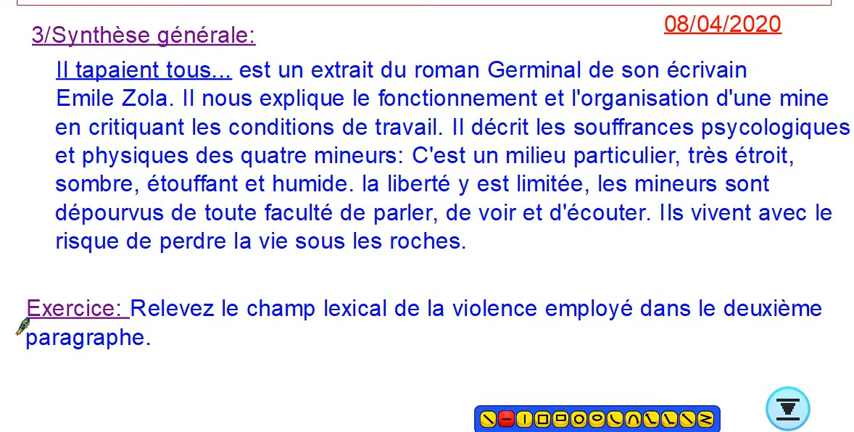 08/04/2020
3/Synthèse générale:
Il tapaient tous... est un extrait du roman Germinal de son écrivain
Emile Zola. Il nous explique le fonctionnement et l'organisation d'une mine
en critiquant les conditions de travail. Il décrit les souffrances psycologiques
et physiques des quatre mineurs: C'est un milieu particulier, très étroit,
sombre, étouffant et humide. la liberté y est limitée, les mineurs sont
dépourvus de toute faculté de parler, de voir et d'écouter. Ils vivent avec le
risque de perdre la vie sous les roches.
Exercice: Relevez le champ lexical de la violence employé dans le deuxième
paragraphe.